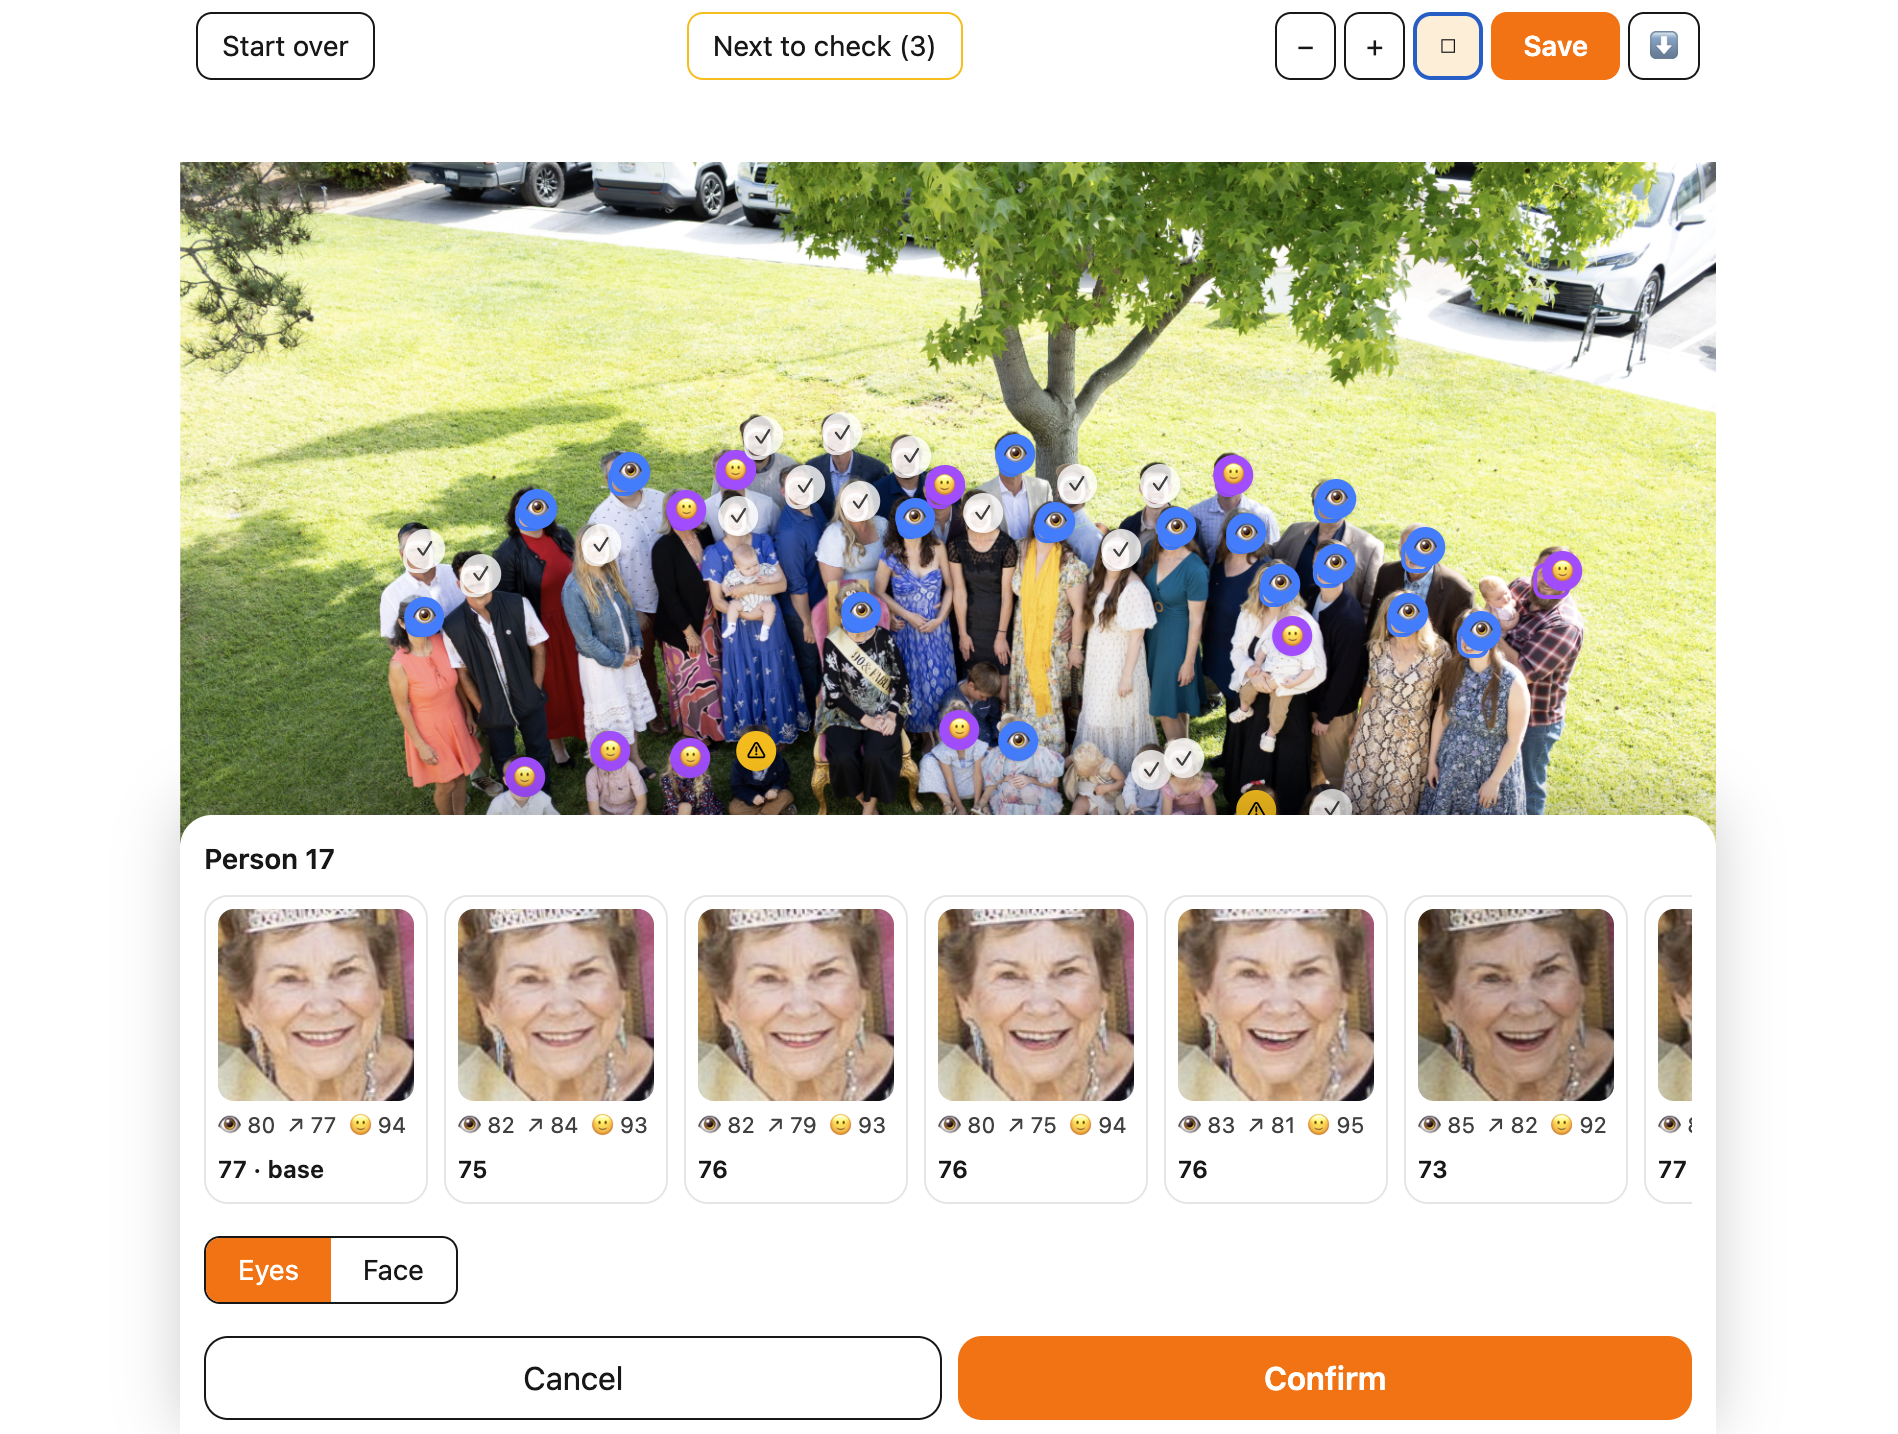 Start over
Next to check (3)
− + □ Save ⬇
90 & FABULOUS
Person 17
👁 80 ↗ 77 🙂 94
77 · base
👁 82 ↗ 84 🙂 93
75
👁 82 ↗ 79 🙂 93
76
👁 80 ↗ 75 🙂 94
76
👁 83 ↗ 81 🙂 95
76
👁 85 ↗ 82 🙂 92
73
77
Eyes Face
Cancel
Confirm